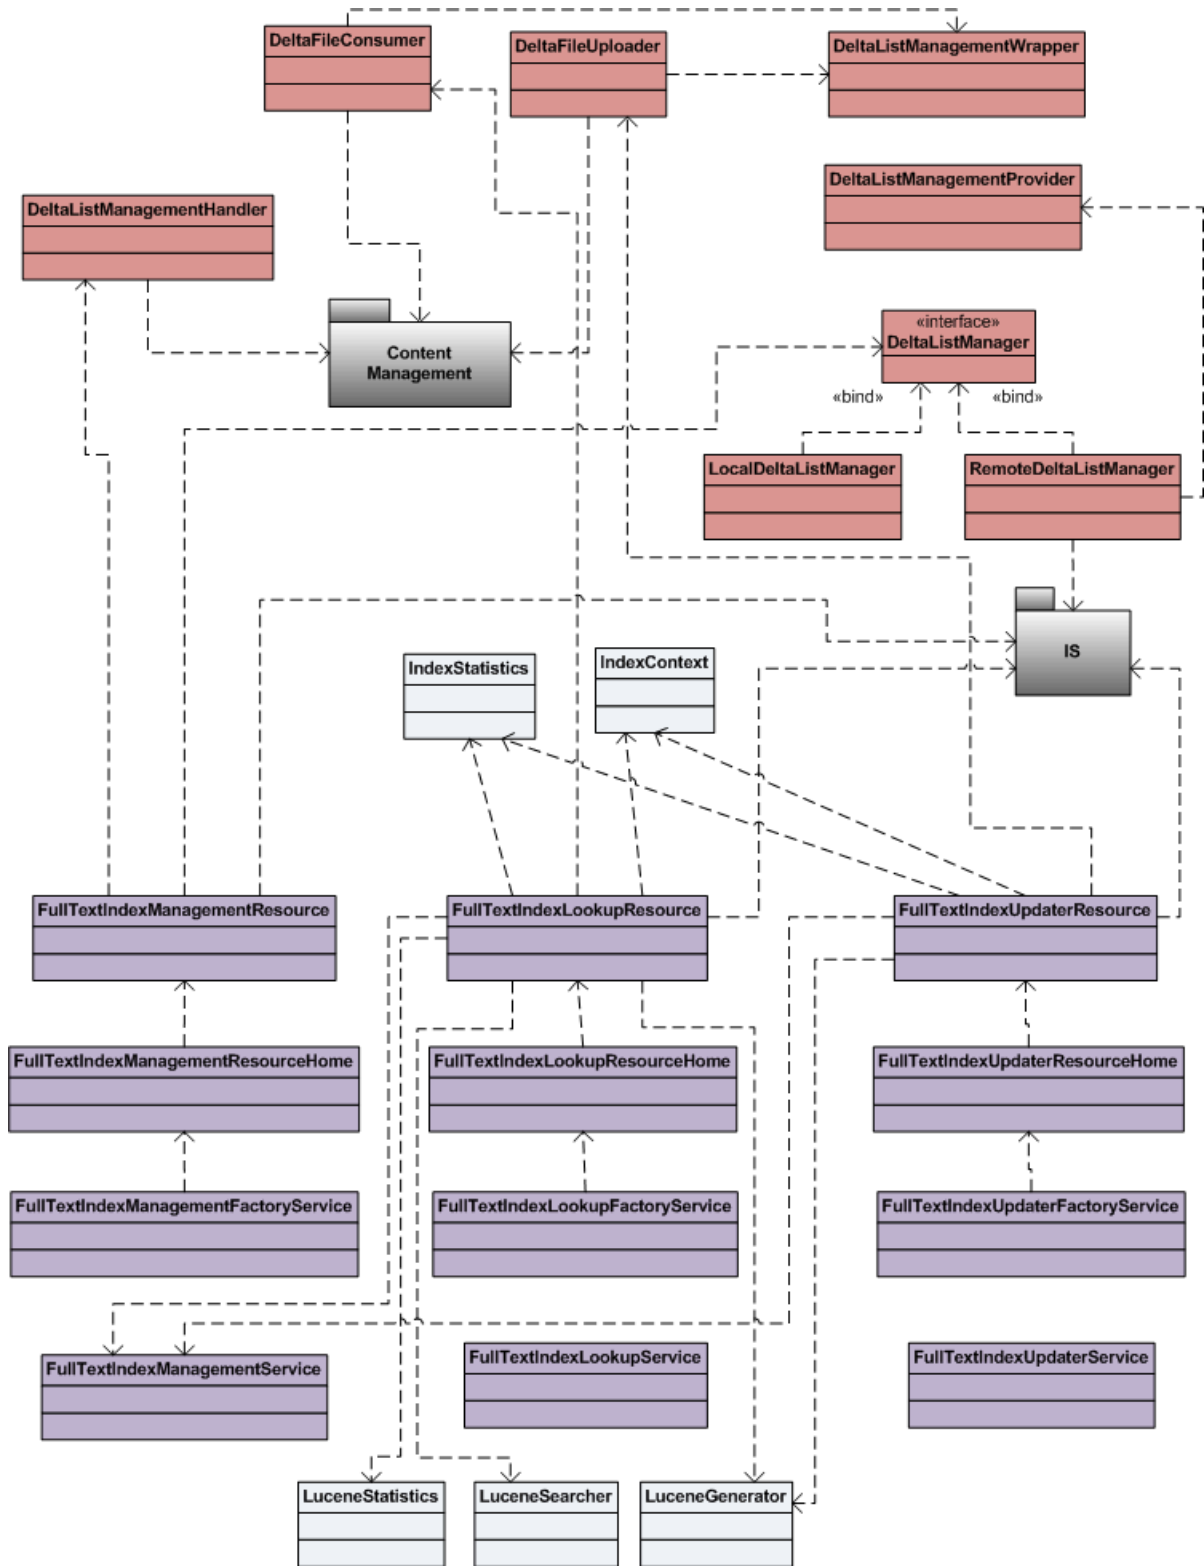 DeltaFileConsumer
DeltaFileUploader
DeltaListManagementWrapper
DeltaListManagementProvider
DeltaListManagementHandler
Content
Management
«interface»
DeltaListManager
«bind»
«bind»
LocalDeltaListManager
RemoteDeltaListManager
IS
IndexStatistics
IndexContext
FullTextIndexManagementResource
FullTextIndexLookupResource
FullTextIndexUpdaterResource
FullTextIndexManagementResourceHome
FullTextIndexLookupResourceHome
FullTextIndexUpdaterResourceHome
FullTextIndexManagementFactoryService
FullTextIndexLookupFactoryService
FullTextIndexUpdaterFactoryService
FullTextIndexManagementService
FullTextIndexLookupService
FullTextIndexUpdaterService
LuceneStatistics
LuceneSearcher
LuceneGenerator